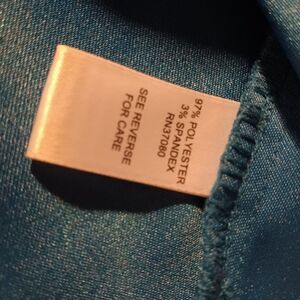 97% POLYESTER
3% SPANDEX
RN37080
SEE REVERSE
FOR CARE